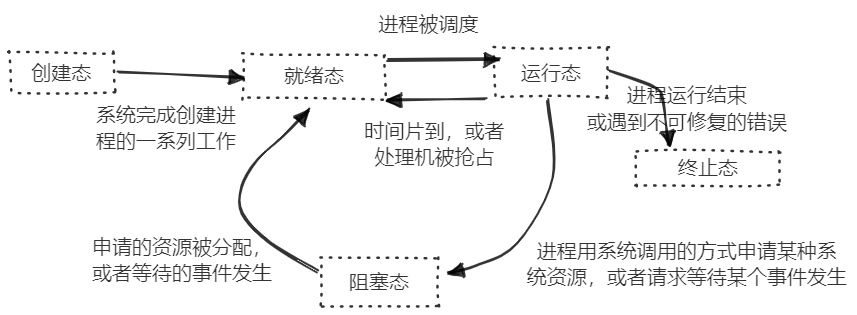 进程被调度
创建态
就绪态
运行态
系统完成创建进
程的一系列工作
时间片到，或者
处理机被抢占
进程运行结束
或遇到不可修复的错误
终止态
申请的资源被分配，
或者等待的事件发生
阻塞态
进程用系统调用的方式申请某种系
统资源，或者请求等待某个事件发生